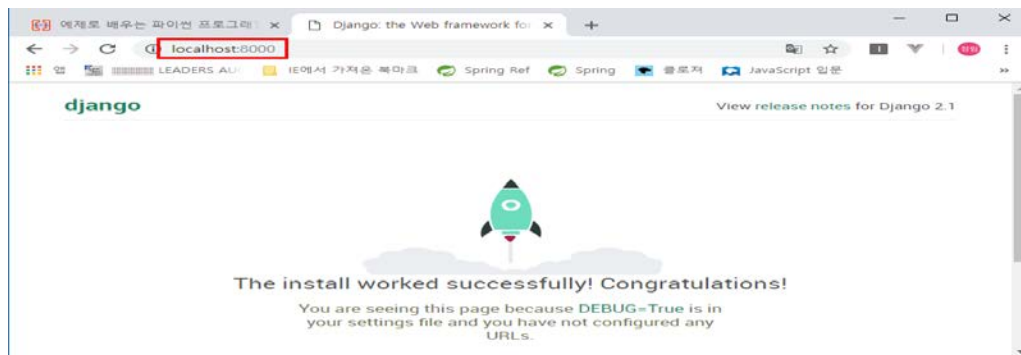 예제로 배우는 파이썬 프로그래
Django: the Web framework for
localhost:8000
앱
LEADERS AU
IE에서 가져온 북마크
Spring Ref
Spring
클로져
JavaScript 입문
django
View release notes for Django 2.1
The install worked successfully! Congratulations!
You are seeing this page because DEBUG=True is in
your settings file and you have not configured any
URLs.